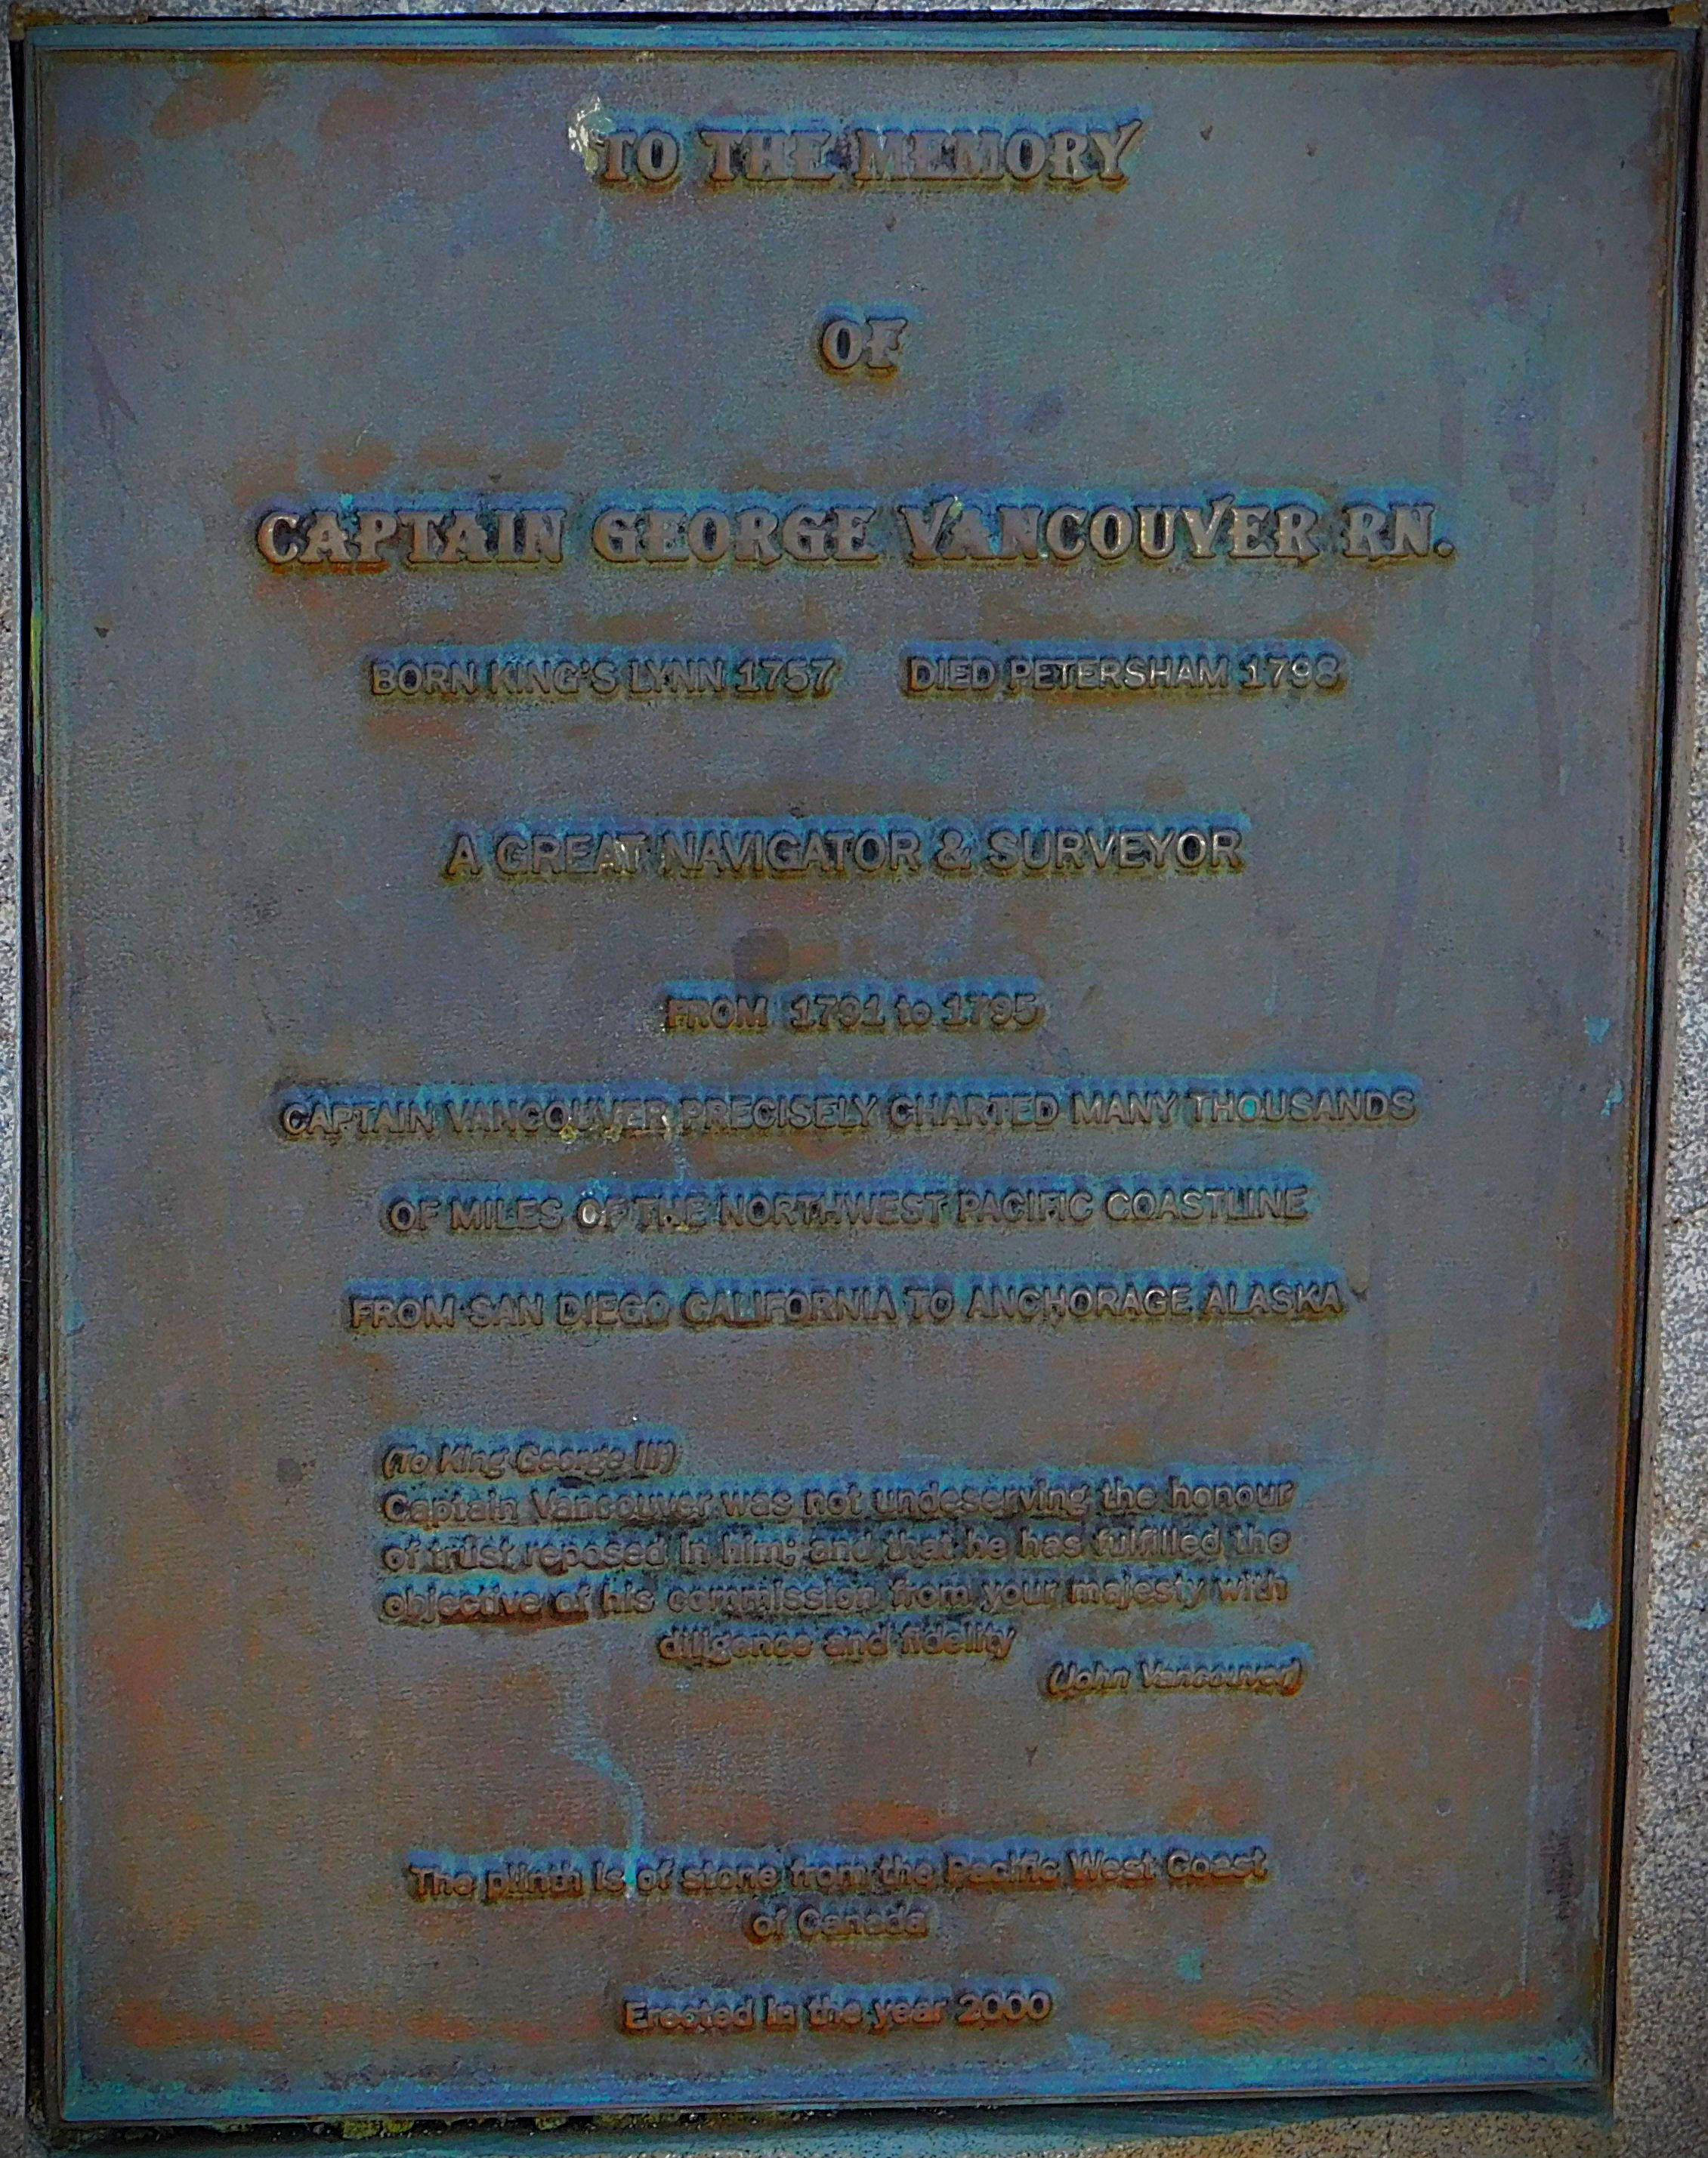 TO THE MEMORY
OF
CAPTAIN GEORGE VANCOUVER RN.
BORN KING'S LYNN 1757 DIED PETERSHAM 1798
A GREAT NAVIGATOR & SURVEYOR
FROM 1791 to 1795
CAPTAIN VANCOUVER PRECISELY CHARTED MANY THOUSANDS
OF MILES OF THE NORTHWEST PACIFIC COASTLINE
FROM SAN DIEGO CALIFORNIA TO ANCHORAGE ALASKA
(To King George III)
Captain Vancouver was not undeserving the honour
of trust reposed in him; and that he has fulfilled the
objective of his commission from your majesty with
diligence and fidelity
(John Vancouver)
The plinth is of stone from the Pacific West Coast
of Canada
Erected in the year 2000